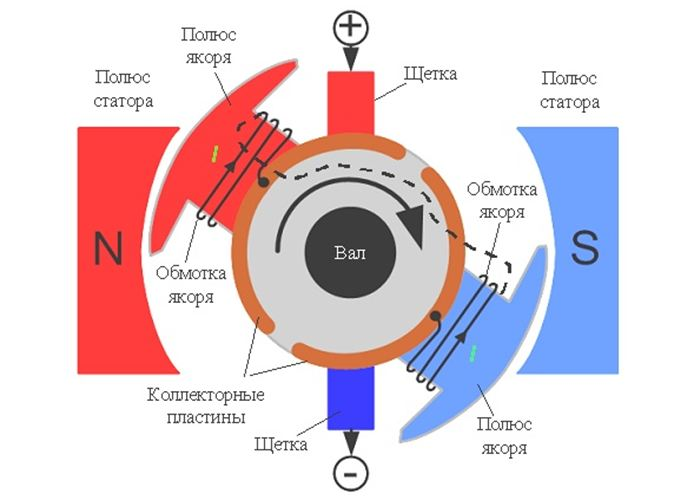 +
Полюс
якоря
Щетка
Полюс
статора
Полюс
статора
N
Обмотка
якоря
Вал
Обмотка
якоря
S
Коллекторные
пластины
Щетка
Полюс
якоря
-